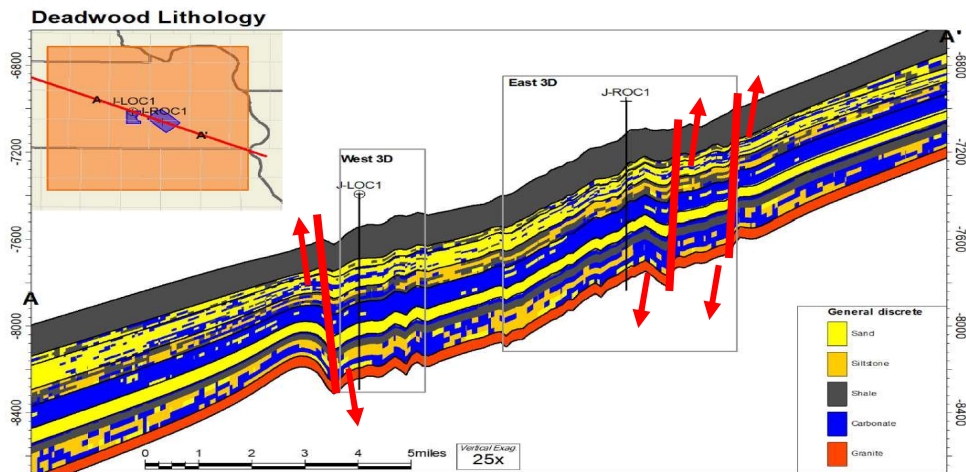 Deadwood Lithology
A'
-6800
-6800
A
J-LOC1
J-ROC1
A'
East 3D
J-ROC1
-7200
-7200
West 3D
J-LOC1
-7600
-7600
A
-8000
-8000
General discrete
Sand
Siltstone
Shale
Carbonate
Granite
-8400
-8400
0 1 2 3 4 5miles
Vertical Exag
25x